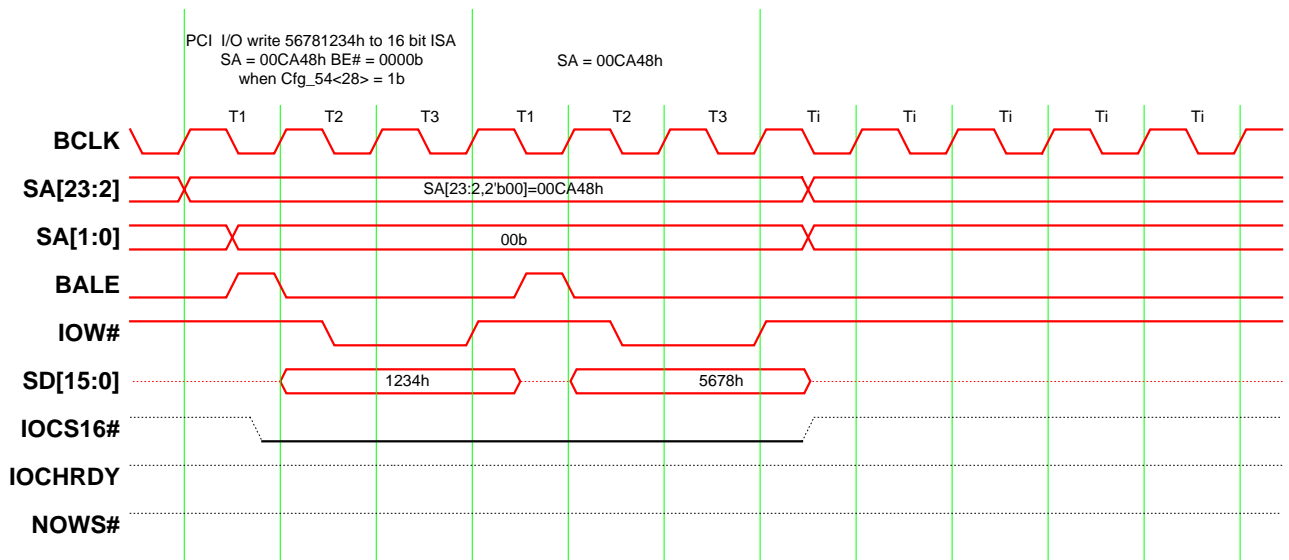 PCI I/O write 56781234h to 16 bit ISA
SA = 00CA48h BE# = 0000b
when Cfg_54<28> = 1b
SA = 00CA48h
T1 T2 T3 T1 T2 T3 Ti Ti Ti Ti Ti
BCLK
SA[23:2] SA[23:2,2'b00]=00CA48h
SA[1:0] 00b
BALE
IOW#
SD[15:0] 1234h 5678h
IOCS16#
IOCHRDY
NOWS#